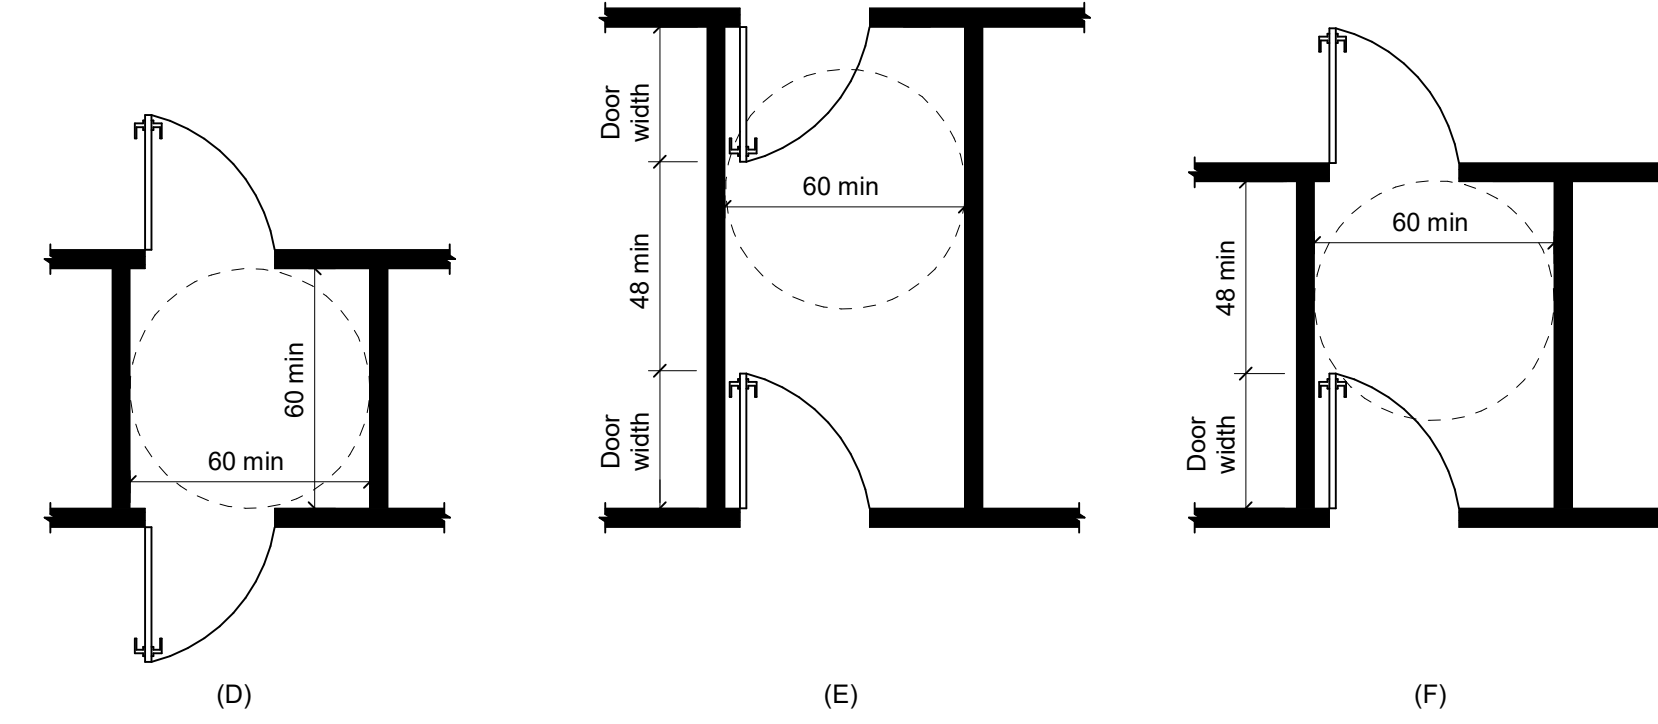 60 min
60 min
(D)
Door
width
48 min
Door
width
60 min
(E)
48 min
Door
width
60 min
(F)